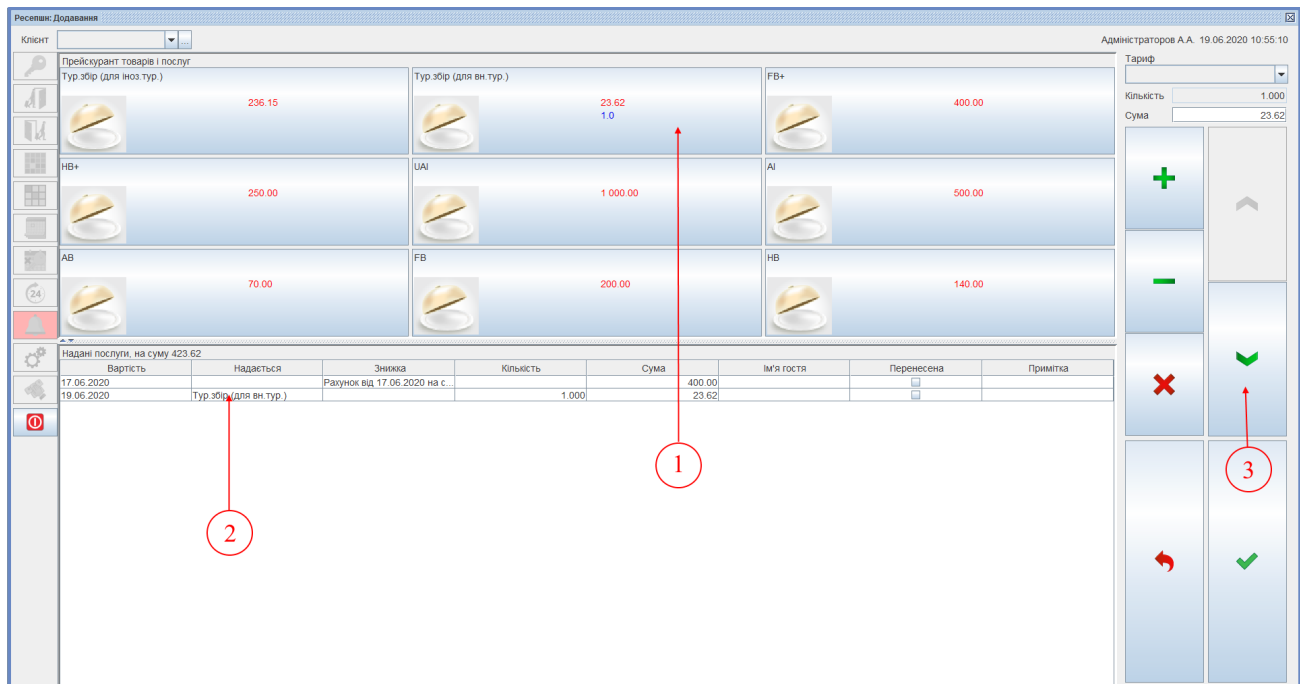 Ресепшн: Додавання
Клієнт ...
Адміністраторов А.А. 19.06.2020 10:55:10
Прейскурант товарів і послуг
Тур.збір (для іноз.тур.)
236.15
Тур.збір (для вн.тур.)
23.62
1.0
FB+
400.00
HB+
250.00
UAI
1 000.00
AI
500.00
AB
70.00
FB
200.00
HB
140.00
Тариф
Кількість 1.000
Сума 23.62
24
Надані послуги, на суму 423.62
Вартість Надається Знижка Кількість Сума Ім'я гостя Перенесена Примітка
17.06.2020 Рахунок від 17.06.2020 на с... 400.00
19.06.2020 Тур.збір (для вн.тур.) 1.000 23.62
1
2
3